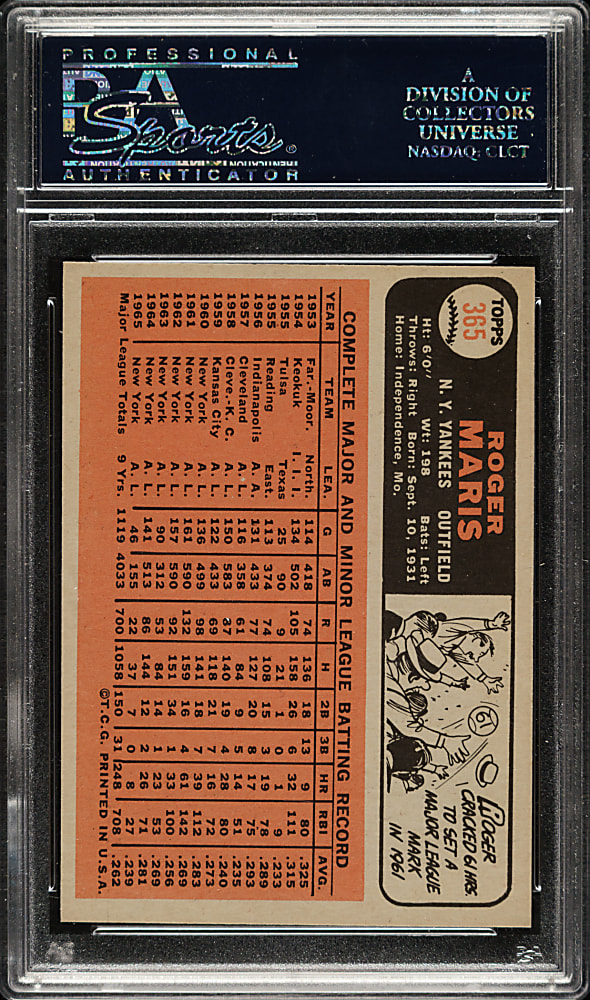 PROFESSIONAL
PSA
Sports®
AUTHENTICATOR
A
DIVISION OF
COLLECTORS
UNIVERSE
NASDAQ: CLCT
TOPPS
365
ROGER
MARIS
N. Y. YANKEES OUTFIELD
Ht: 6'0" Wt: 198 Bats: Left
Throws: Right Born: Sept. 10, 1931
Home: Independence, Mo.
61
ROGER
CRACKED 61 HRS.
TO SET A
MAJOR LEAGUE
MARK
IN 1961
COMPLETE MAJOR AND MINOR LEAGUE BATTING RECORD
YEAR TEAM LEA. G AB R H 2B 3B HR RBI AVG.
1953 Far.-Moor. North. 114 418 74 136 18 13 9 80 .325
1954 Keokuk I. I. I. 134 502 105 158 26 6 32 111 .315
1955 Tulsa Texas 25 90 9 21 1 0 1 9 .233
1955 Reading East. 113 374 74 108 15 3 19 78 .289
1956 Indianapolis A. A. 131 433 77 127 20 8 17 75 .293
1957 Cleveland A. L. 116 358 61 84 9 5 14 51 .235
1958 Cleve.-K. C. A. L. 150 583 87 140 19 4 28 80 .240
1959 Kansas City A. L. 122 433 69 118 21 7 16 72 .273
1960 New York A. L. 136 499 98 141 18 7 39 112 .283
1961 New York A. L. 161 590 132 159 16 4 61 142 .269
1962 New York A. L. 157 590 92 151 34 1 33 100 .256
1963 New York A. L. 90 312 53 84 14 1 23 53 .269
1964 New York A. L. 141 513 86 144 12 2 26 71 .281
1965 New York A. L. 46 155 22 37 7 0 8 27 .239
Major League Totals 9 Yrs. 1119 4033 700 1058 150 31 248 708 .262
©T.C.G. PRINTED IN U.S.A.